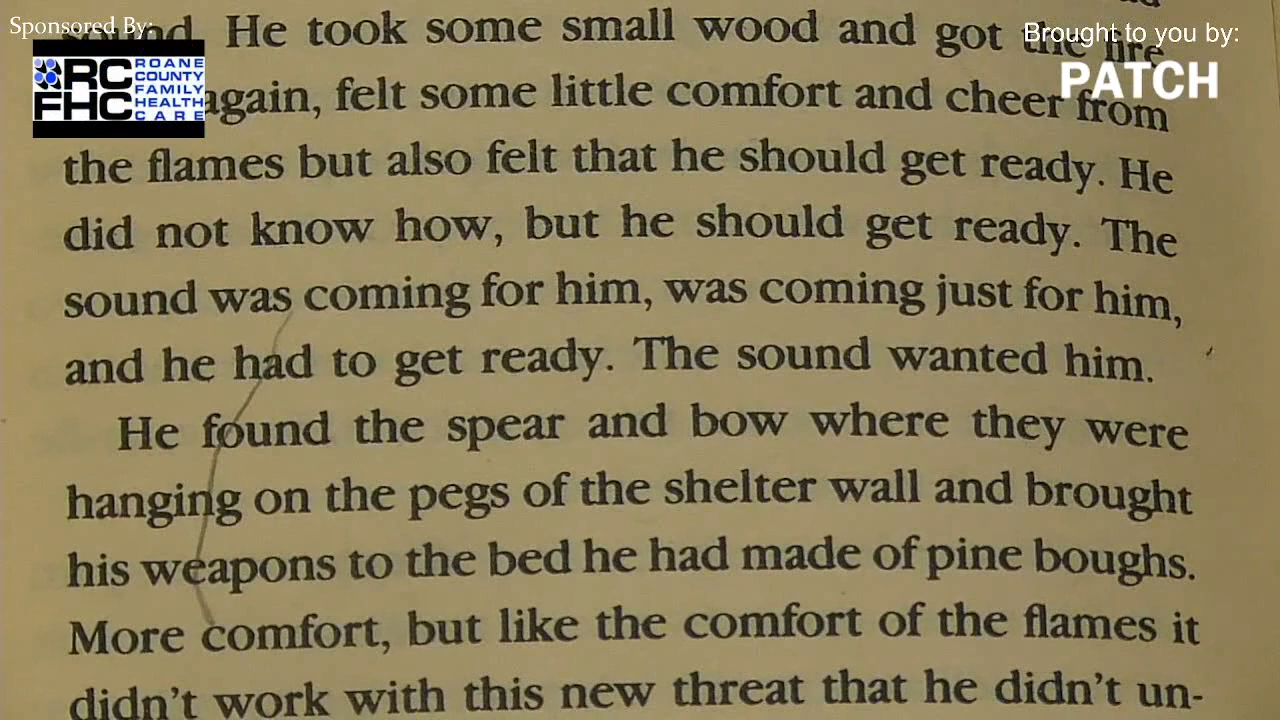 Sponsored By:
Brought to you by:
RC
FHC
ROANE
COUNTY
FAMILY
HEALTH
CARE
PATCH
sound. He took some small wood and got the fire
again, felt some little comfort and cheer from
the flames but also felt that he should get ready. He
did not know how, but he should get ready. The
sound was coming for him, was coming just for him,
and he had to get ready. The sound wanted him.
He found the spear and bow where they were
hanging on the pegs of the shelter wall and brought
his weapons to the bed he had made of pine boughs.
More comfort, but like the comfort of the flames it
didn't work with this new threat that he didn't un-